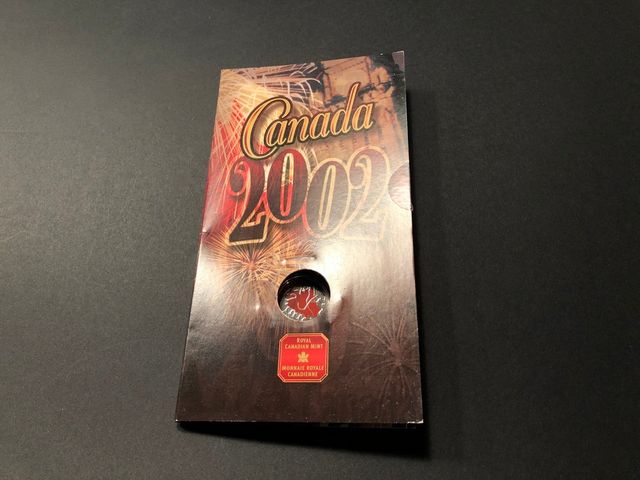 Canada
2002
ROYAL
CANADIAN MINT
MONNAIE ROYALE
CANADIENNE